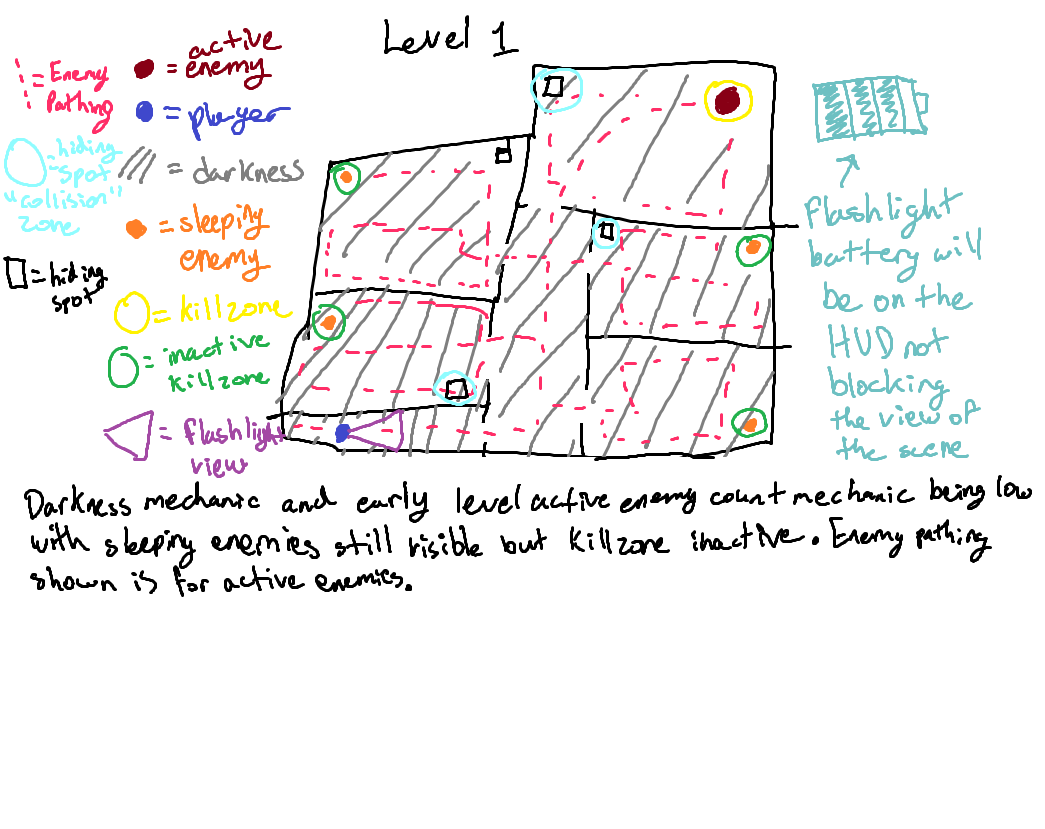 Level 1
= Enemy
Pathing
= active
enemy
= player
= hiding
spot
"collision"
zone
= darkness
= sleeping
enemy
= hiding
spot
= killzone
= inactive
killzone
= flashlight
view
flashlight
battery will
be on the
HUD not
blocking
the view of
the scene
Darkness mechanic and early level active enemy count mechanic being low
with sleeping enemies still visible but killzone inactive. Enemy pathing
shown is for active enemies.